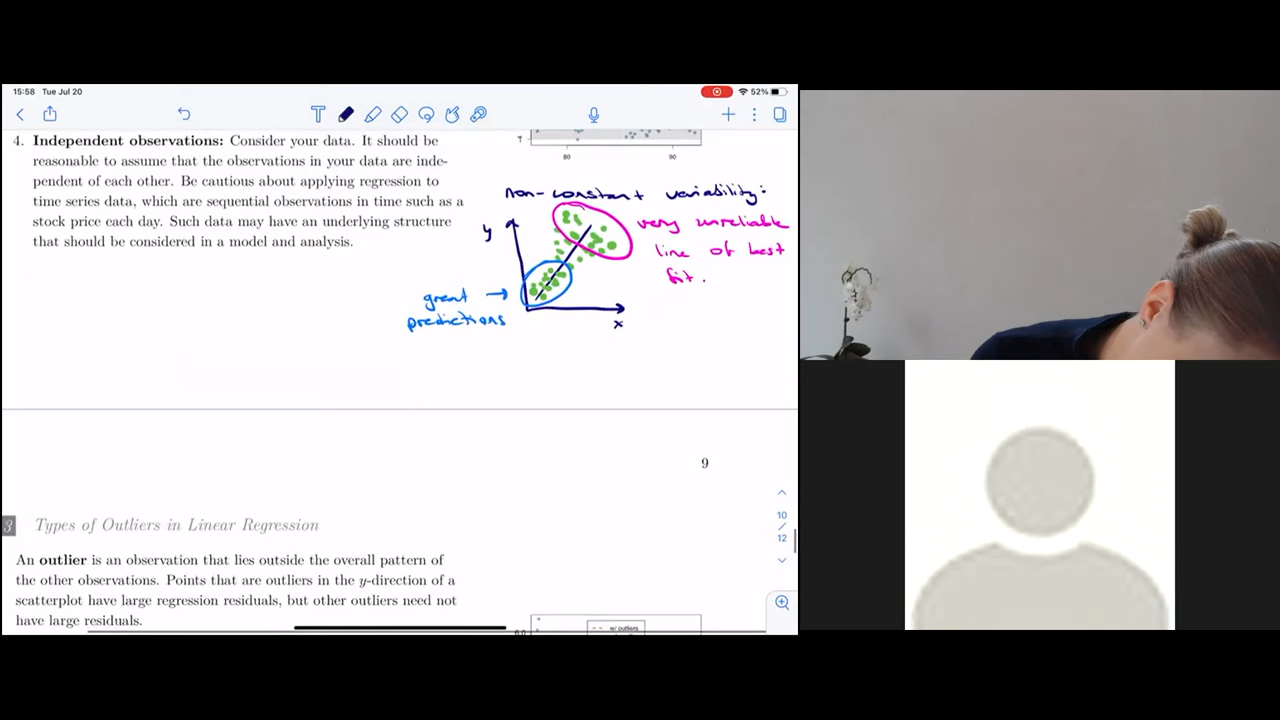 15:58 Tue Jul 20
52%
4. Independent observations: Consider your data. It should be
reasonable to assume that the observations in your data are inde-
pendent of each other. Be cautious about applying regression to
time series data, which are sequential observations in time such as a
stock price each day. Such data may have an underlying structure
that should be considered in a model and analysis.
80 90
non-constant variability:
y
very unreliable
line of best
fit.
great →
predictions
x
9
10
/
12
3 Types of Outliers in Linear Regression
An outlier is an observation that lies outside the overall pattern of
the other observations. Points that are outliers in the y-direction of a
scatterplot have large regression residuals, but other outliers need not
have large residuals.
w/ outliers